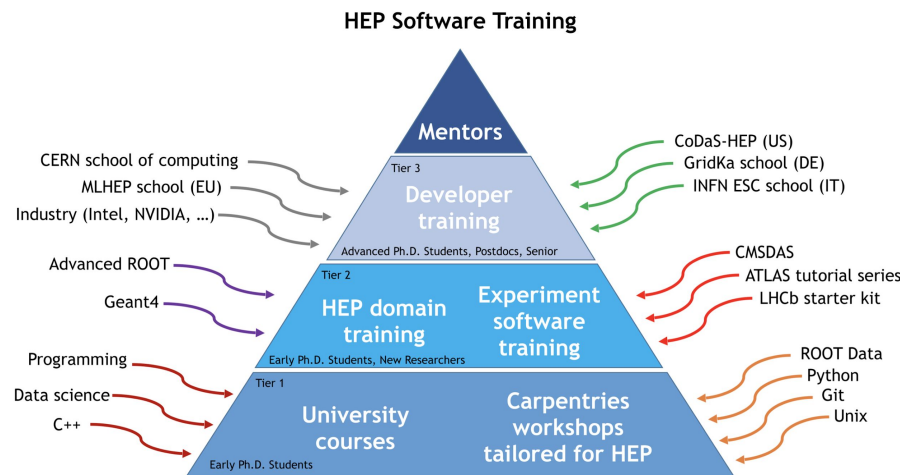 HEP Software Training
Mentors
CERN school of computing
MLHEP school (EU)
Industry (Intel, NVIDIA, ...)
Tier 3
Developer
training
Advanced Ph.D. Students, Postdocs, Senior
CoDaS-HEP (US)
GridKa school (DE)
INFN ESC school (IT)
Advanced ROOT
Geant4
Tier 2
HEP domain
training
Experiment
software
training
Early Ph.D. Students, New Researchers
CMSDAS
ATLAS tutorial series
LHCb starter kit
Programming
Data science
C++
Tier 1
University
courses
Carpentries
workshops
tailored for HEP
Early Ph.D. Students
ROOT Data
Python
Git
Unix